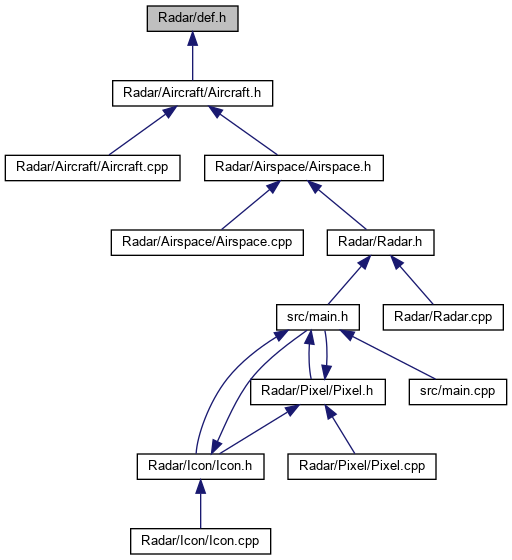 Radar/def.h
Radar/Aircraft/Aircraft.h
Radar/Aircraft/Aircraft.cpp
Radar/Airspace/Airspace.h
Radar/Airspace/Airspace.cpp
Radar/Radar.h
src/main.h
Radar/Radar.cpp
Radar/Pixel/Pixel.h
src/main.cpp
Radar/Icon/Icon.h
Radar/Pixel/Pixel.cpp
Radar/Icon/Icon.cpp